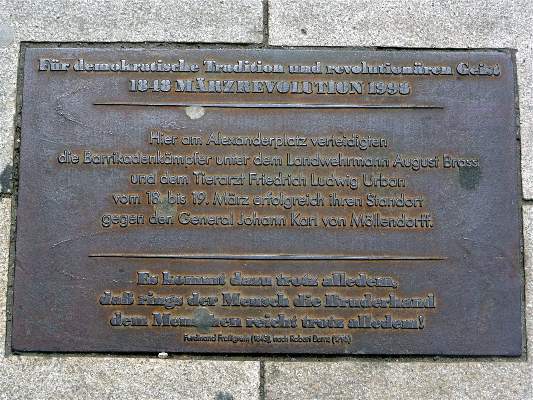 Für demokratische Tradition und revolutionären Geist
1848 MÄRZREVOLUTION 1998
Hier am Alexanderplatz verteidigten
die Barrikadenkämpfer unter dem Landwehrmann August Brass
und dem Tierarzt Friedrich Ludwig Urban
vom 18. bis 19. März erfolgreich ihren Standort
gegen den General Johann Karl von Möllendorff.
Es kommt dazu trotz alledem,
daß rings der Mensch die Bruderhand
dem Menschen reicht trotz alledem!
Ferdinand Freiligrath (1843), nach Robert Burns